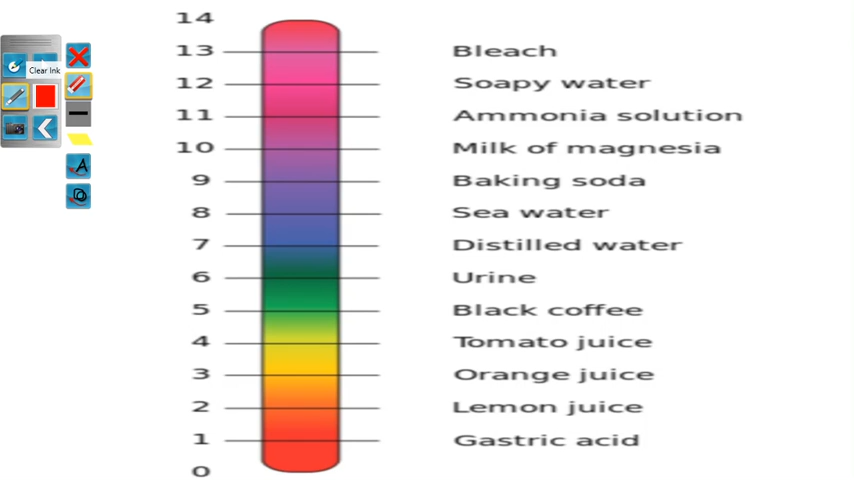 14
Clear Ink
13 Bleach
12 Soapy water
11 Ammonia solution
10 Milk of magnesia
9 Baking soda
8 Sea water
7 Distilled water
6 Urine
5 Black coffee
4 Tomato juice
3 Orange juice
2 Lemon juice
1 Gastric acid
0